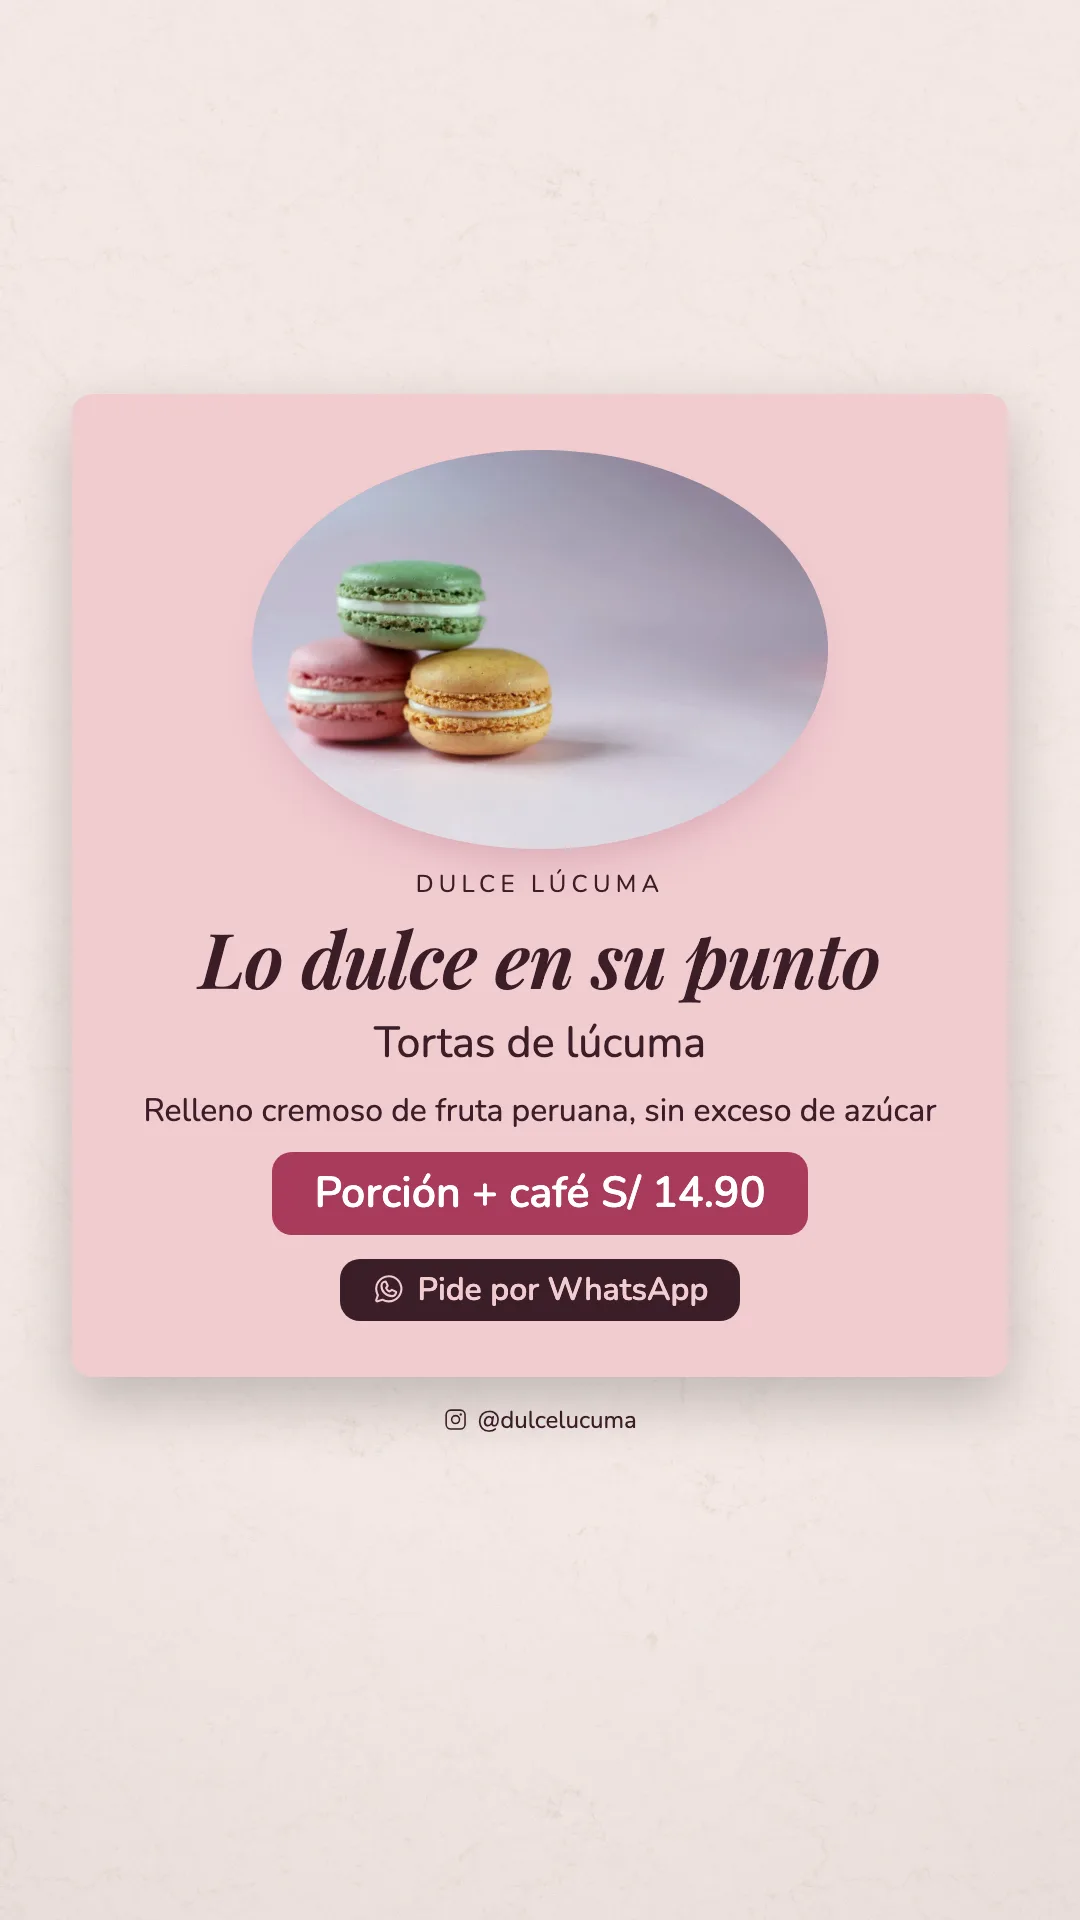 DULCE LÚCUMA
Lo dulce en su punto
Tortas de lúcuma
Relleno cremoso de fruta peruana, sin exceso de azúcar
Porción + café S/ 14.90
Pide por WhatsApp
@dulcelucuma